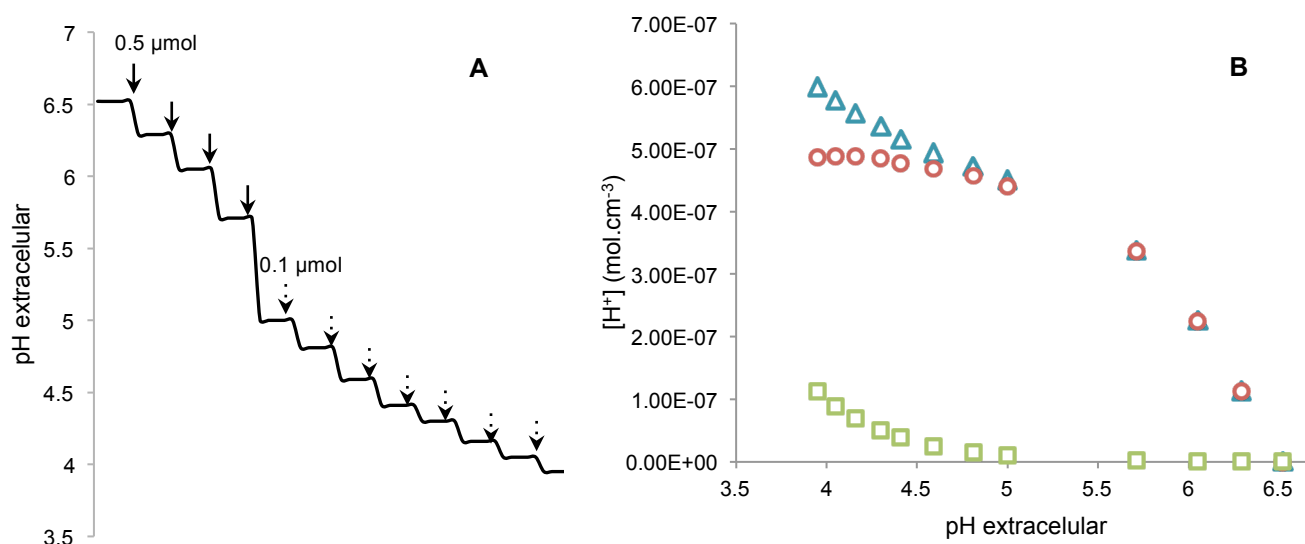 7
6.5
6
5.5
5
4.5
4
3.5
pH extracelular
0.5 µmol
0.1 µmol
A
7.00E-07
6.00E-07
5.00E-07
4.00E-07
3.00E-07
2.00E-07
1.00E-07
0.00E+00
[H⁺] (mol.cm⁻³)
B
3.5 4 4.5 5 5.5 6 6.5
pH extracelular